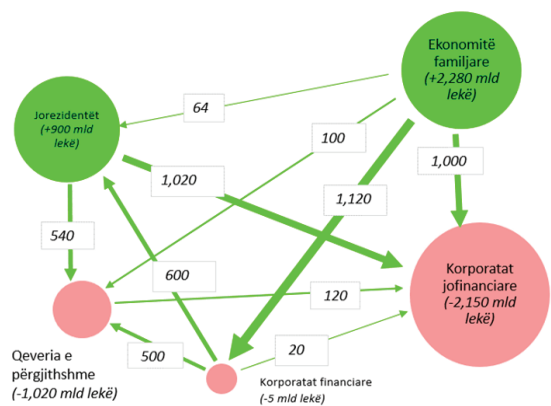 Ekonomitë
familjare
(+2,280 mld
lekë)
Jorezidentët
(+900 mld
lekë)
64
100
1,000
1,020
1,120
540
600
120
Korporatat
jofinanciare
(-2,150 mld
lekë)
500
20
Qeveria e
përgjithshme
(-1,020 mld lekë)
Korporatat financiare
(-5 mld lekë)